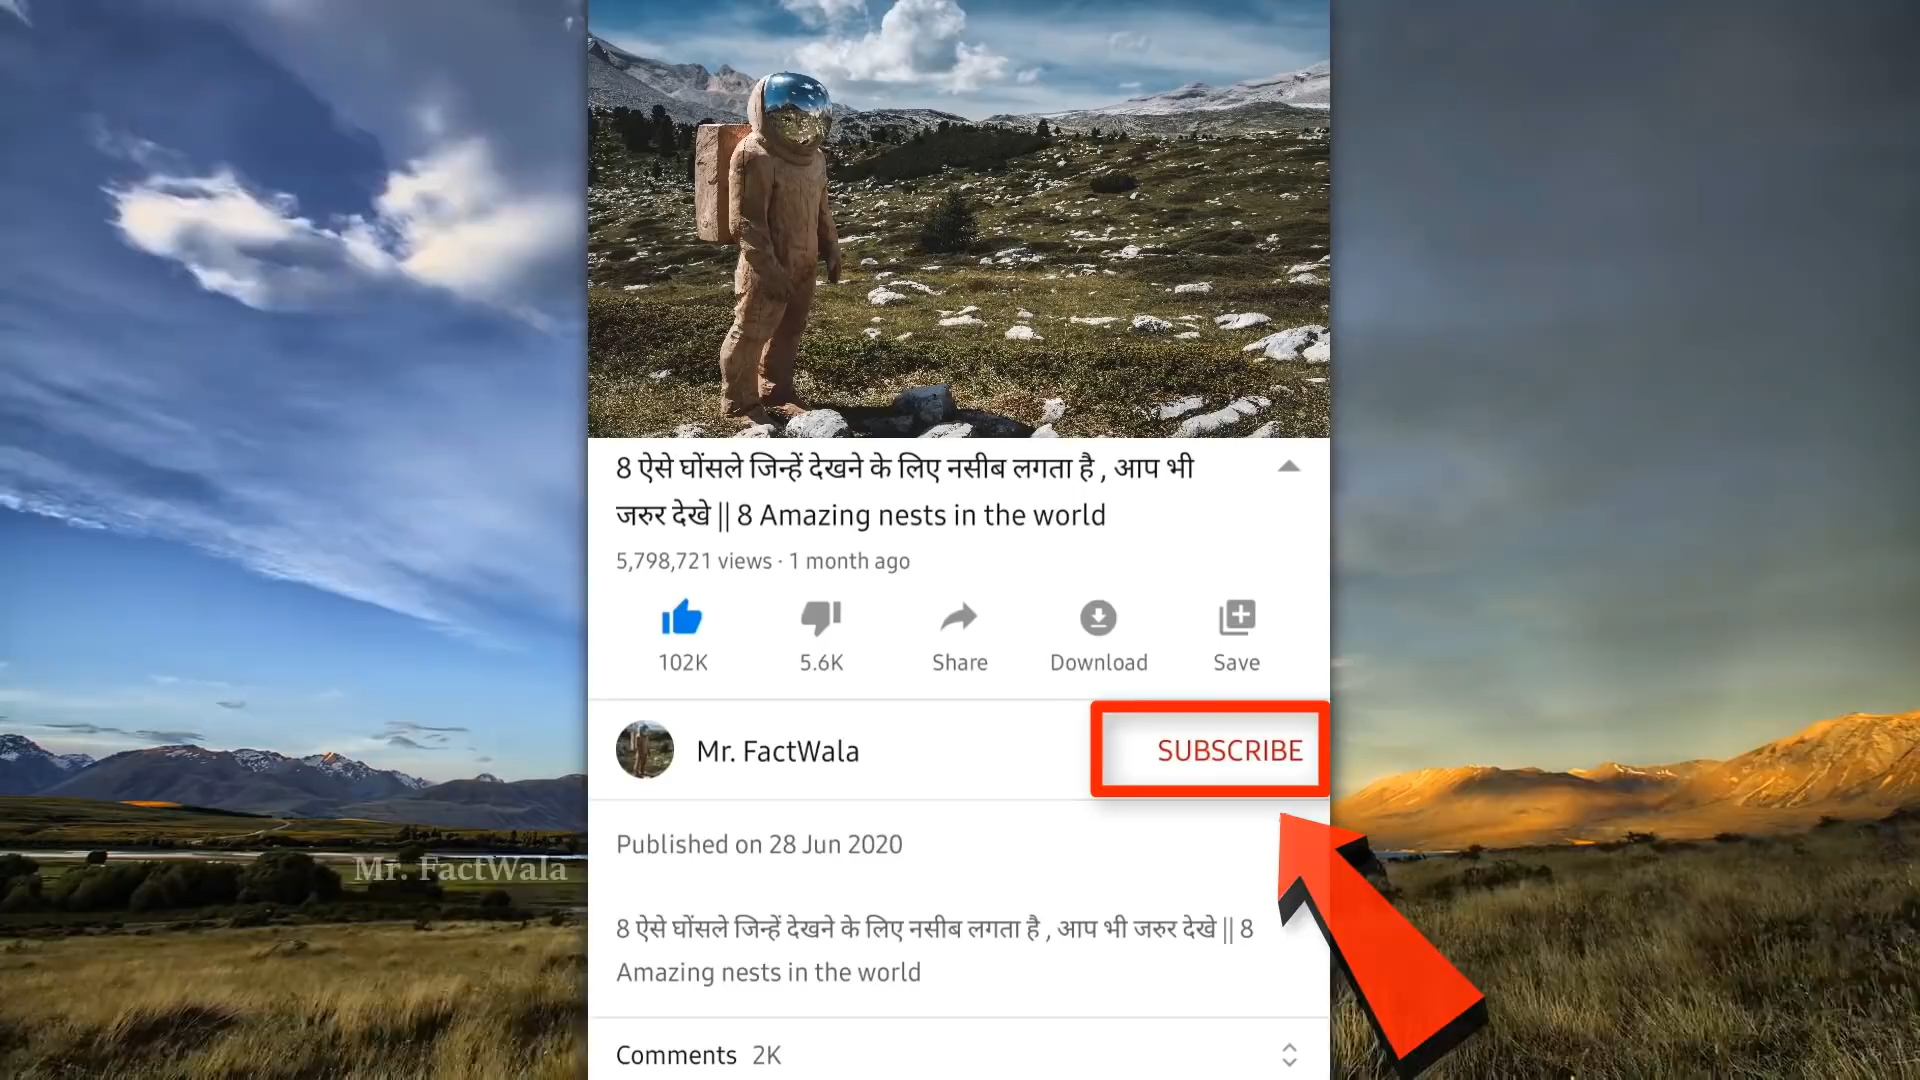 8 ऐसे घोंसले जिन्हें देखने के लिए नसीब लगता है , आप भी
जरुर देखे || 8 Amazing nests in the world
5,798,721 views · 1 month ago
102K
5.6K
Share
Download
Save
Mr. FactWala
SUBSCRIBE
Published on 28 Jun 2020
Mr. FactWala
8 ऐसे घोंसले जिन्हें देखने के लिए नसीब लगता है , आप भी जरुर देखे || 8
Amazing nests in the world
Comments 2K